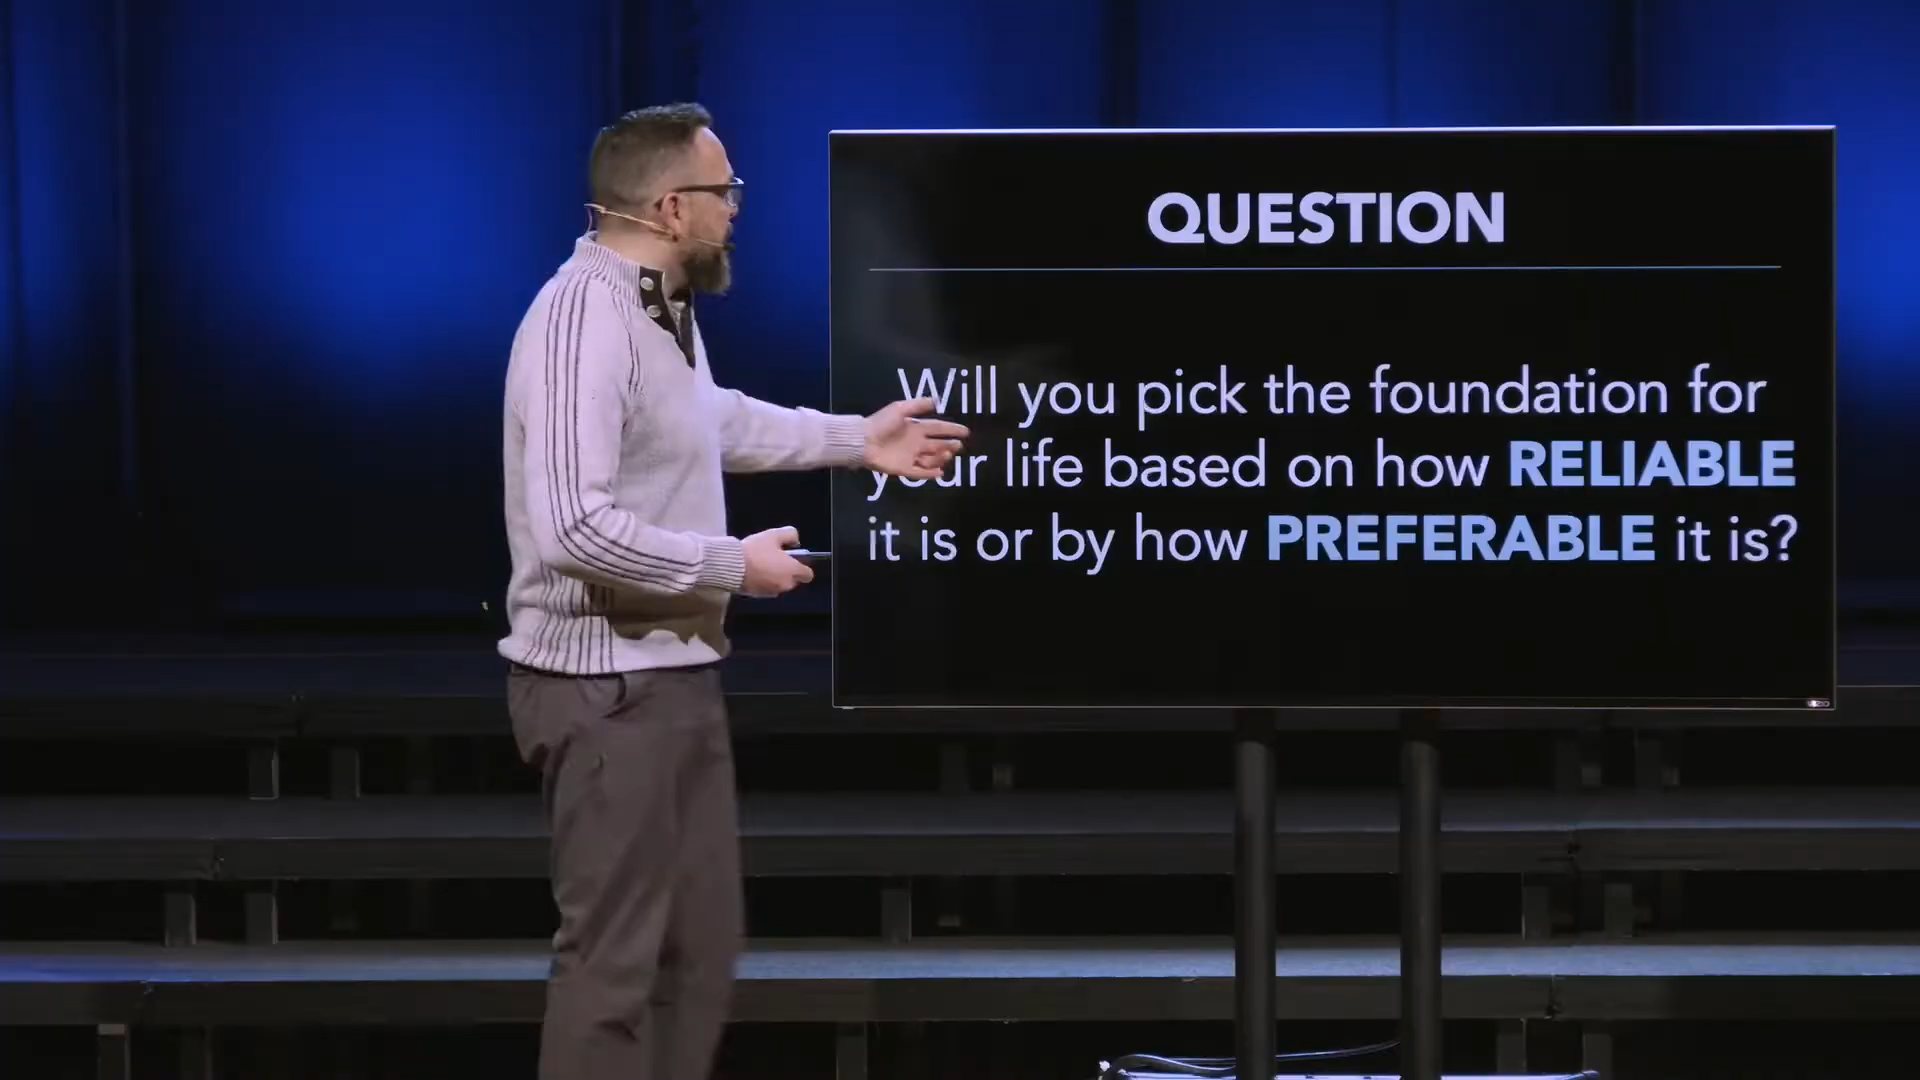 QUESTION
Will you pick the foundation for
your life based on how RELIABLE
it is or by how PREFERABLE it is?
VIZIO